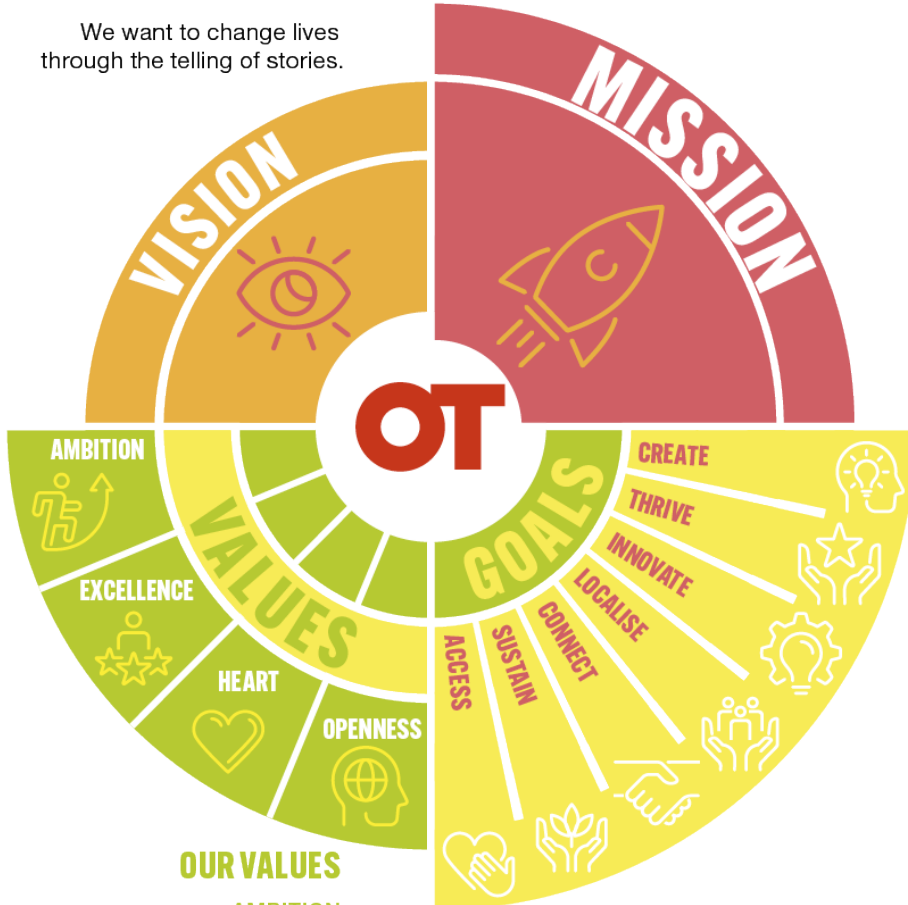 We want to change lives
through the telling of stories.
VISION
MISSION
C
OT
AMBITION
EXCELLENCE
HEART
OPENNESS
VALUES
GOALS
CREATE
THRIVE
INNOVATE
LOCALISE
CONNECT
SUSTAIN
ACCESS
OUR VALUES
AMBITION